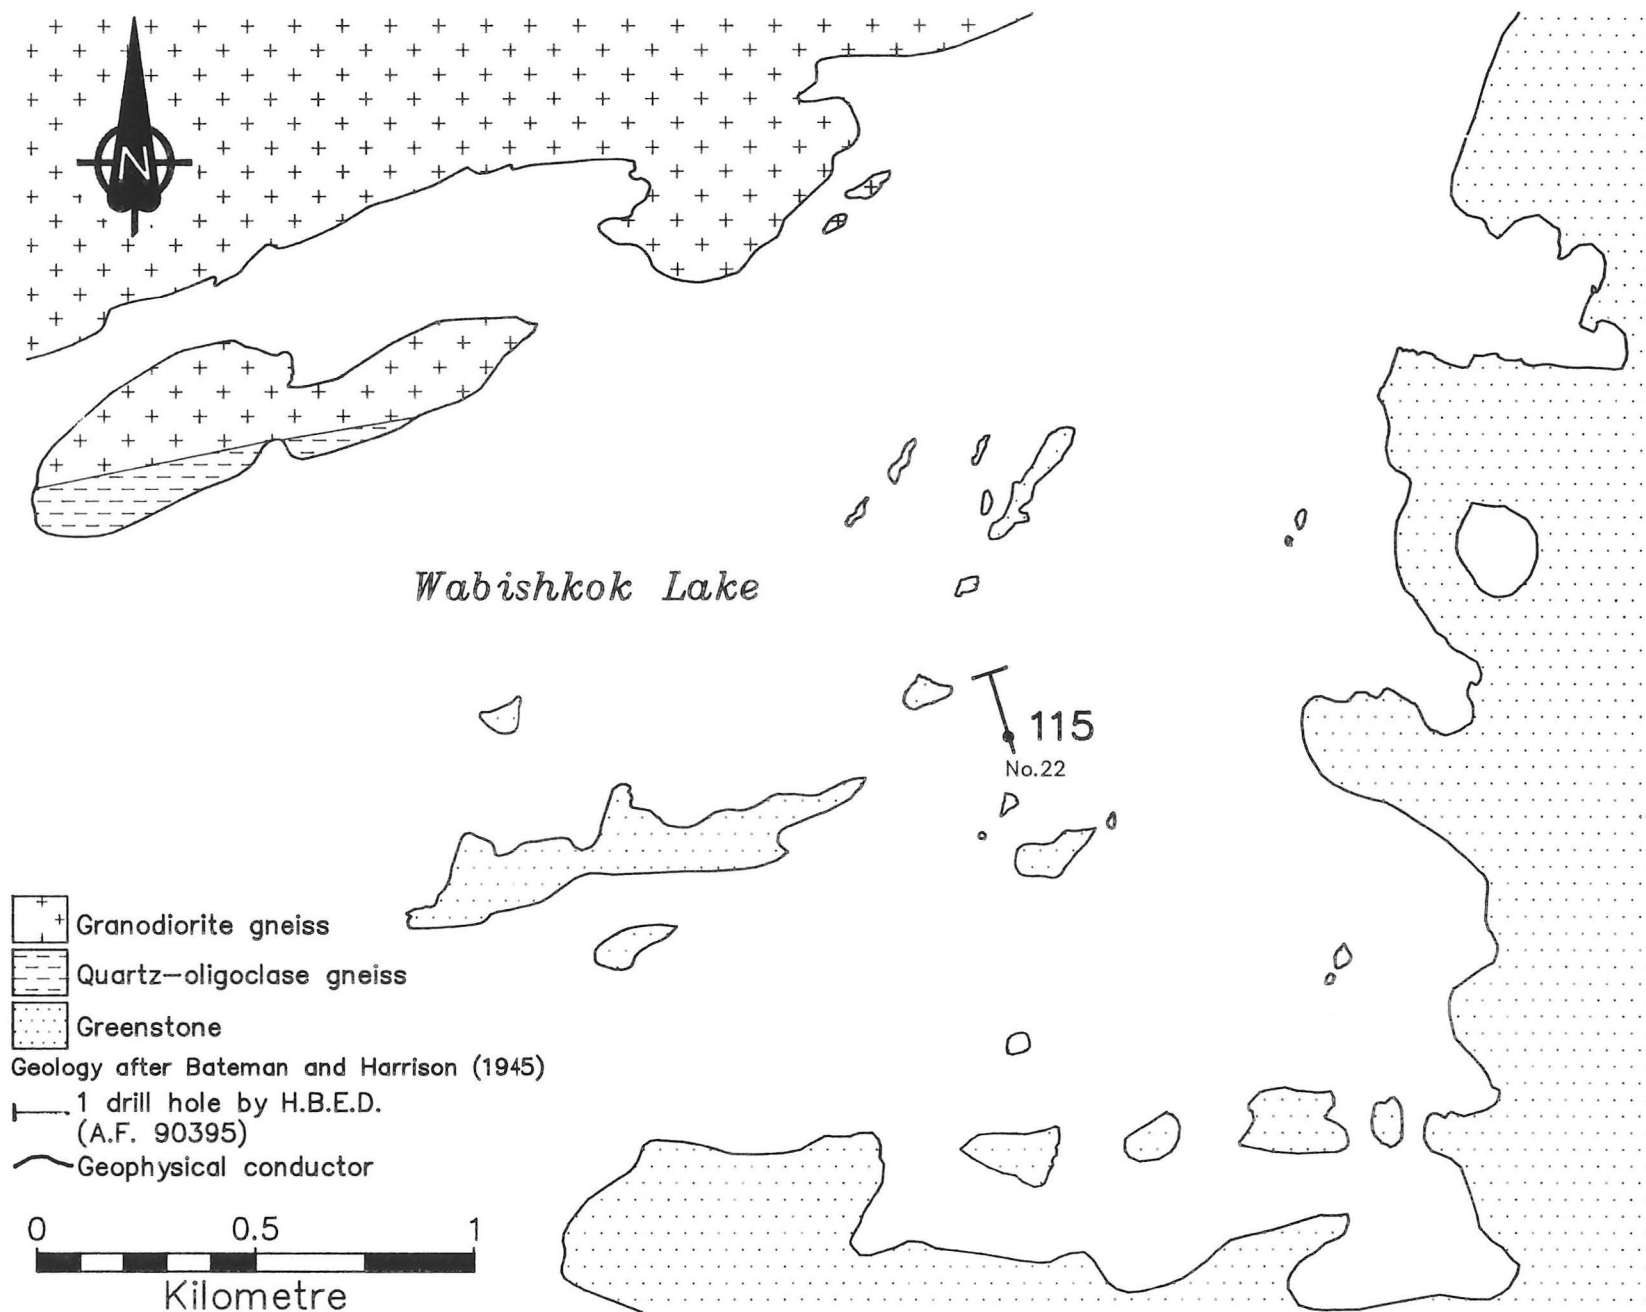 N
Wabishkok Lake
115
No.22
Granodiorite gneiss
Quartz-oligoclase gneiss
Greenstone
Geology after Bateman and Harrison (1945)
1 drill hole by H.B.E.D.
(A.F. 90395)
Geophysical conductor
0 0.5 1
Kilometre